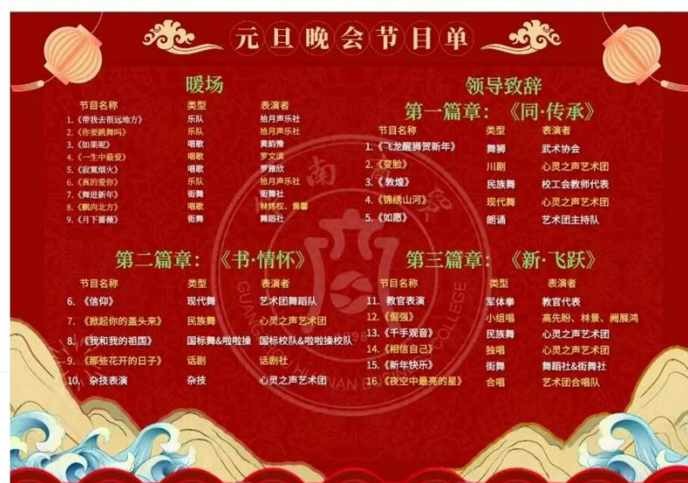 元旦晚会节目单
暖场
节目名称 类型 表演者
1.《带我去很远地方》 乐队 拾月声乐社
2.《你要跳舞吗》 乐队 拾月声乐社
3.《如果呢》 唱歌 黄韵豫
4.《一生中最爱》 唱歌 罗文滨
5.《寂寞烟火》 唱歌 罗雅欣
6.《真的爱你》 乐队 拾月声乐社
7.《舞进新年》 街舞 街舞社
8.《飘向北方》 唱歌
9.《月下蔷薇》 街舞 舞蹈社
领导致辞
第一篇章：《同·传承》
节目名称 类型 表演者
1.《飞龙醒狮贺新年》 舞狮 武术协会
2.《变脸》 川剧 心灵之声艺术团
3.《敦煌》 民族舞 校工会教师代表
4.《锦绣山河》 现代舞 心灵之声艺术团
5.《如愿》 朗诵 艺术团主持队
第二篇章：《书·情怀》
节目名称 类型 表演者
6.《信仰》 现代舞 艺术团舞蹈队
7.《掀起你的盖头来》 民族舞 心灵之声艺术团
8.《我和我的祖国》 国标舞&啦啦操 国标校队&啦啦操校队
9.《那些花开的日子》 话剧 话剧社
10. 杂技表演 杂技 心灵之声艺术团
第三篇章：《新·飞跃》
节目名称 类型 表演者
11. 教官表演 军体拳 教官代表
12.《倔强》 小组唱 高先盼、林景、阙展鸿
13.《千手观音》 民族舞 心灵之声艺术团
14.《相信自己》 独唱 心灵之声艺术团
15.《新年快乐》 街舞 舞蹈社&街舞社
16.《夜空中最亮的星》 合唱 艺术团合唱队